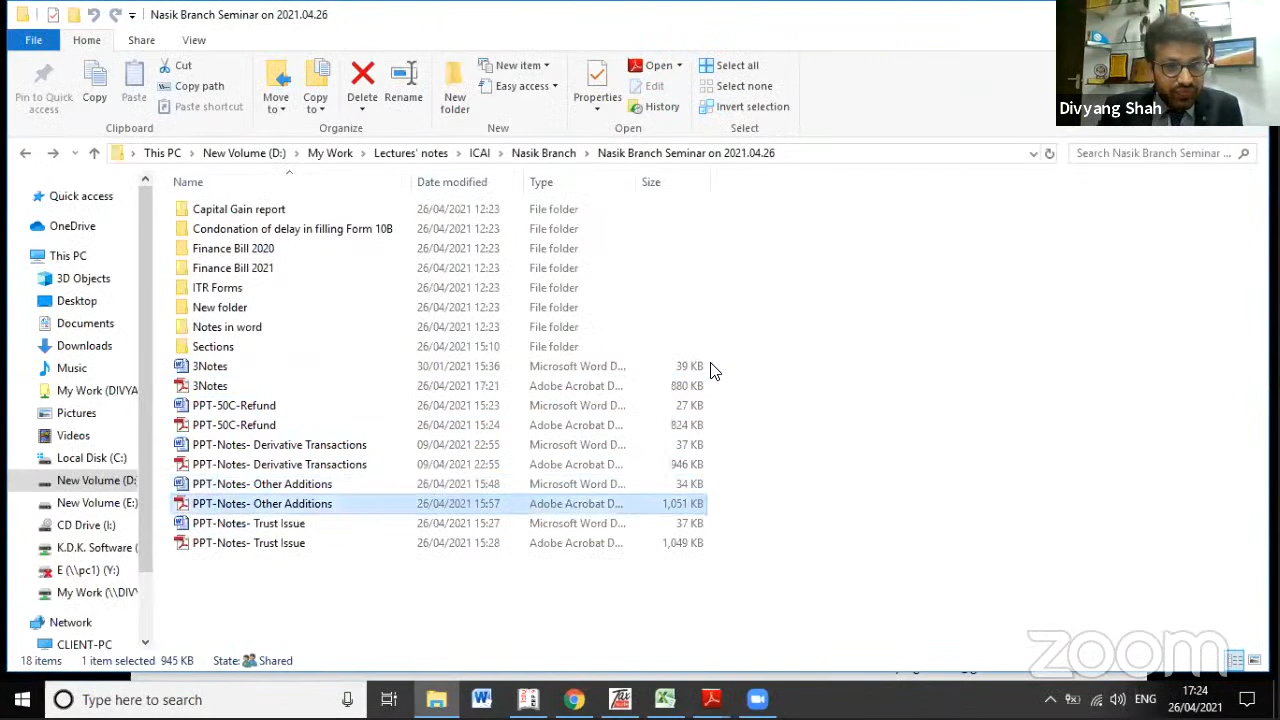 Nasik Branch Seminar on 2021.04.26
File Home Share View
Pin to Quick access
Copy
Paste
Cut
Copy path
Paste shortcut
Clipboard
Move to
Copy to
Delete
Rename
Organize
New folder
New item
Easy access
New
Properties
Open
Edit
History
Open
Select all
Select none
Invert selection
Select
Divyang Shah
This PC New Volume (D:) My Work Lectures' notes ICAI Nasik Branch Nasik Branch Seminar on 2021.04.26
Search Nasik Branch Seminar ...
Name Date modified Type Size
Quick access
OneDrive
This PC
3D Objects
Desktop
Documents
Downloads
Music
My Work (DIVYA
Pictures
Videos
Local Disk (C:)
New Volume (D:
New Volume (E:)
CD Drive (I:)
K.D.K. Software (
E (\\pc1) (Y:)
My Work (\\DIVY
Network
CLIENT-PC
Capital Gain report 26/04/2021 12:23 File folder
Condonation of delay in filling Form 10B 26/04/2021 12:23 File folder
Finance Bill 2020 26/04/2021 12:23 File folder
Finance Bill 2021 26/04/2021 12:23 File folder
ITR Forms 26/04/2021 12:23 File folder
New folder 26/04/2021 12:23 File folder
Notes in word 26/04/2021 12:23 File folder
Sections 26/04/2021 15:10 File folder
3Notes 30/01/2021 15:36 Microsoft Word D... 39 KB
3Notes 26/04/2021 17:21 Adobe Acrobat D... 880 KB
PPT-50C-Refund 26/04/2021 15:23 Microsoft Word D... 27 KB
PPT-50C-Refund 26/04/2021 15:24 Adobe Acrobat D... 824 KB
PPT-Notes- Derivative Transactions 09/04/2021 22:55 Microsoft Word D... 37 KB
PPT-Notes- Derivative Transactions 09/04/2021 22:55 Adobe Acrobat D... 946 KB
PPT-Notes- Other Additions 26/04/2021 15:48 Microsoft Word D... 34 KB
PPT-Notes- Other Additions 26/04/2021 15:57 Adobe Acrobat D... 1,051 KB
PPT-Notes- Trust Issue 26/04/2021 15:27 Microsoft Word D... 37 KB
PPT-Notes- Trust Issue 26/04/2021 15:28 Adobe Acrobat D... 1,049 KB
18 items 1 item selected 945 KB State: Shared
zoom
Type here to search
ENG
17:24
26/04/2021